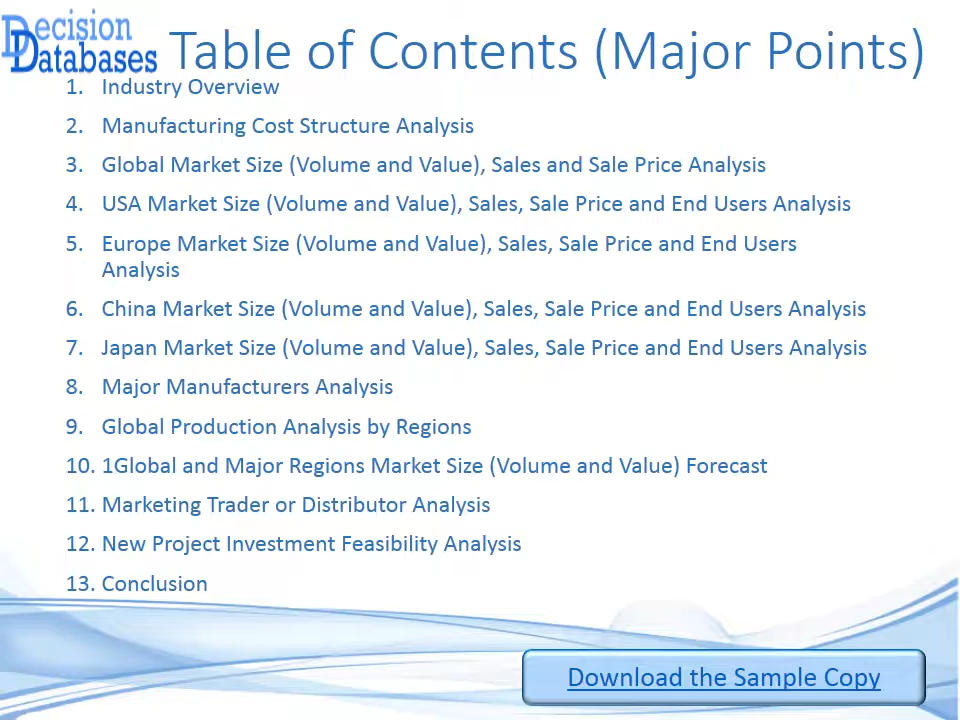 Decision
Databases
Table of Contents (Major Points)
1. Industry Overview
2. Manufacturing Cost Structure Analysis
3. Global Market Size (Volume and Value), Sales and Sale Price Analysis
4. USA Market Size (Volume and Value), Sales, Sale Price and End Users Analysis
5. Europe Market Size (Volume and Value), Sales, Sale Price and End Users
Analysis
6. China Market Size (Volume and Value), Sales, Sale Price and End Users Analysis
7. Japan Market Size (Volume and Value), Sales, Sale Price and End Users Analysis
8. Major Manufacturers Analysis
9. Global Production Analysis by Regions
10. 1Global and Major Regions Market Size (Volume and Value) Forecast
11. Marketing Trader or Distributor Analysis
12. New Project Investment Feasibility Analysis
13. Conclusion
Download the Sample Copy